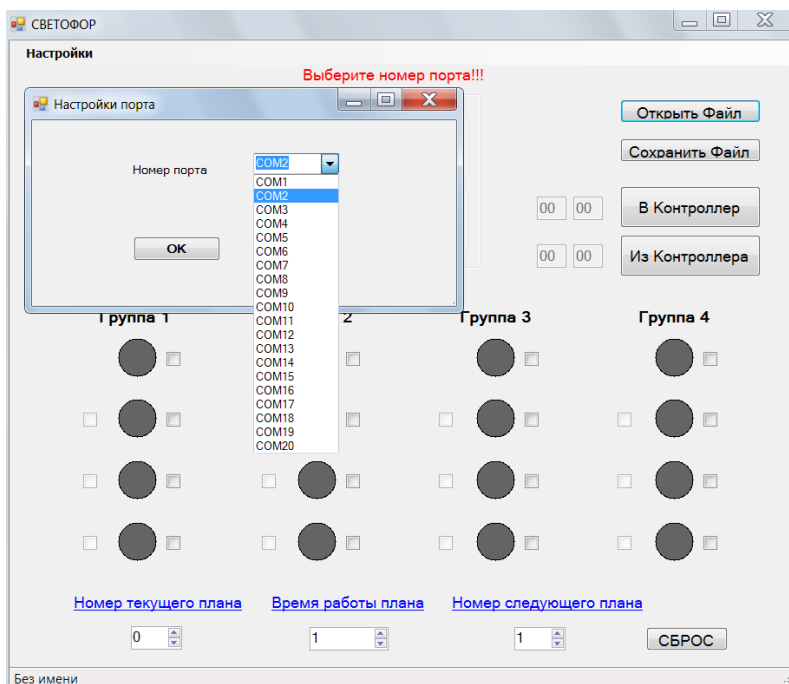 СВЕТОФОР
Настройки
Выберите номер порта!!!
Настройки порта
Открыть Файл
Номер порта
COM2
Сохранить Файл
COM1
COM2
COM3
COM4
COM5
COM6
COM7
COM8
COM9
COM10
COM11
COM12
COM13
COM14
COM15
COM16
COM17
COM18
COM19
COM20
OK
00 00
В Контроллер
00 00
Из Контроллера
Группа 1
2
Группа 3
Группа 4
Номер текущего плана
Время работы плана
Номер следующего плана
0
1
1
СБРОС
Без имени